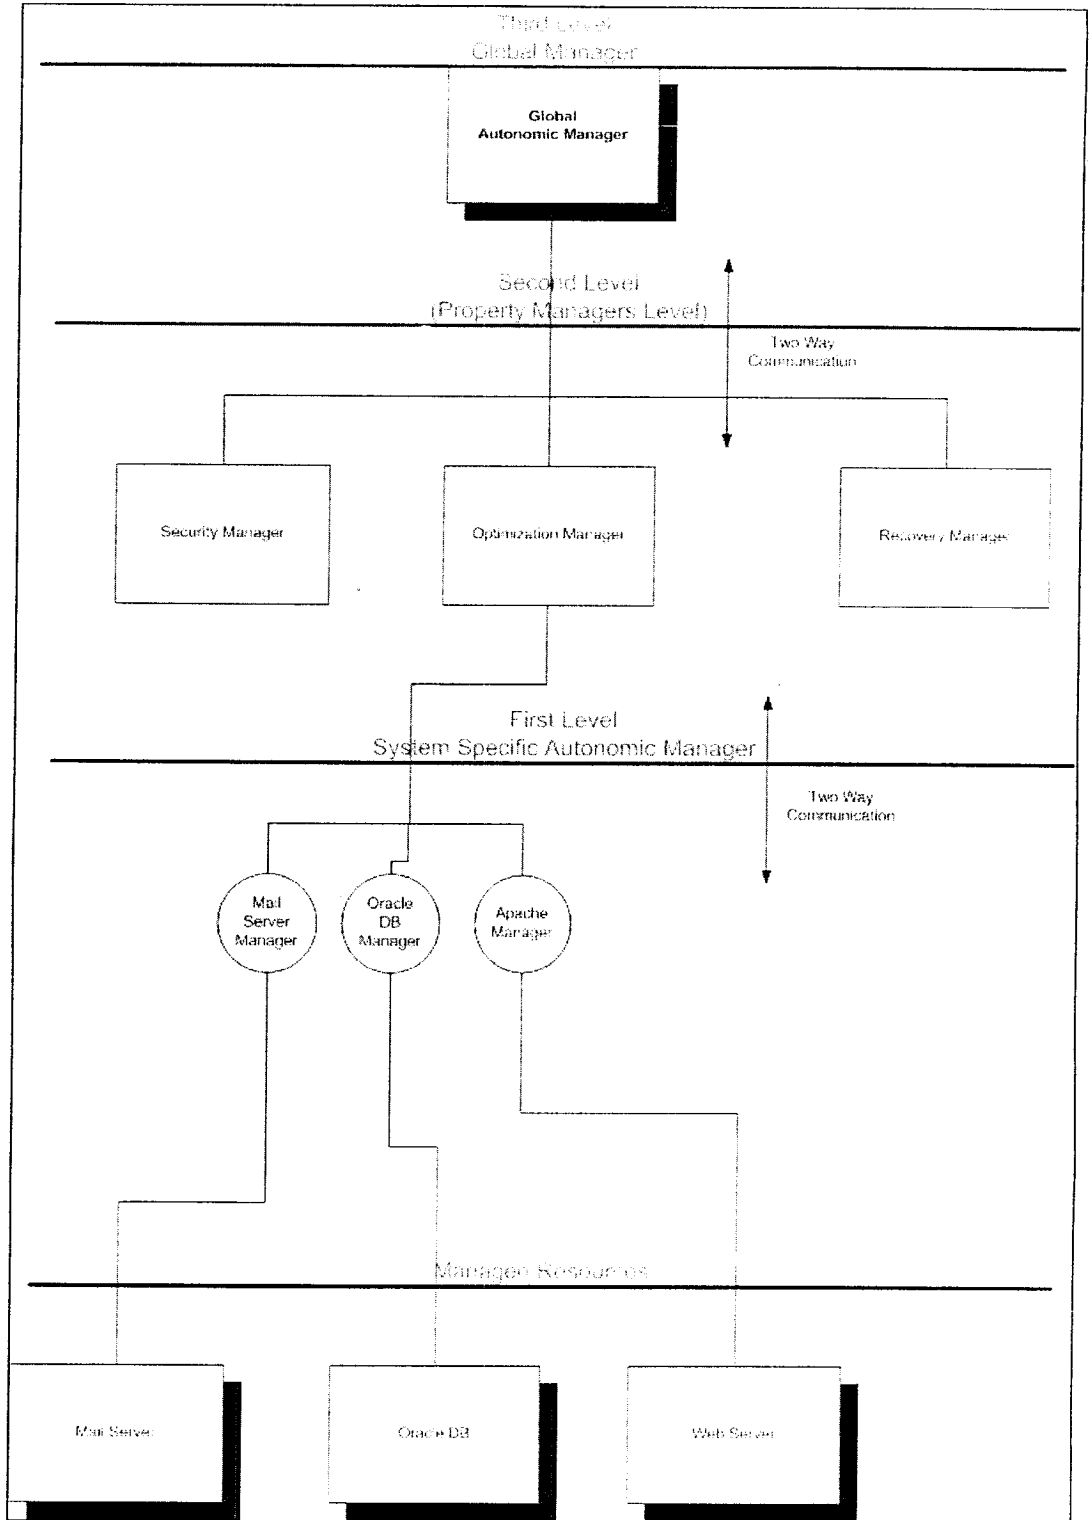 Third Level
Global Manager
Global
Autonomic Manager
Second Level
(Property Managers Level)
Two Way
Communication
Security Manager
Optimization Manager
Recovery Manager
First Level
System Specific Autonomic Manager
Two Way
Communication
Mail
Server
Manager
Oracle
DB
Manager
Apache
Manager
Managed Resources
Mail Server
Oracle DB
Web Server